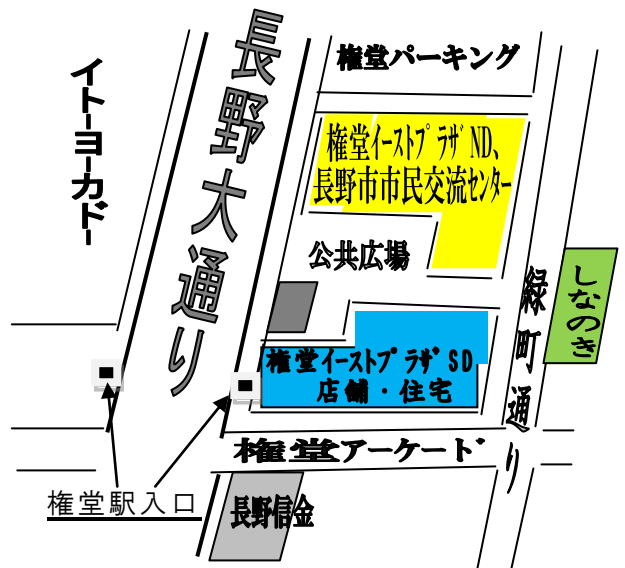 長野大通り
権堂パーキング
イトーヨーカドー
権堂イーストプラザND、
長野市市民交流センター
公共広場
緑町通り
しなのき
権堂イーストプラザSD
店舗・住宅
権堂アーケード
権堂駅入口
長野信金